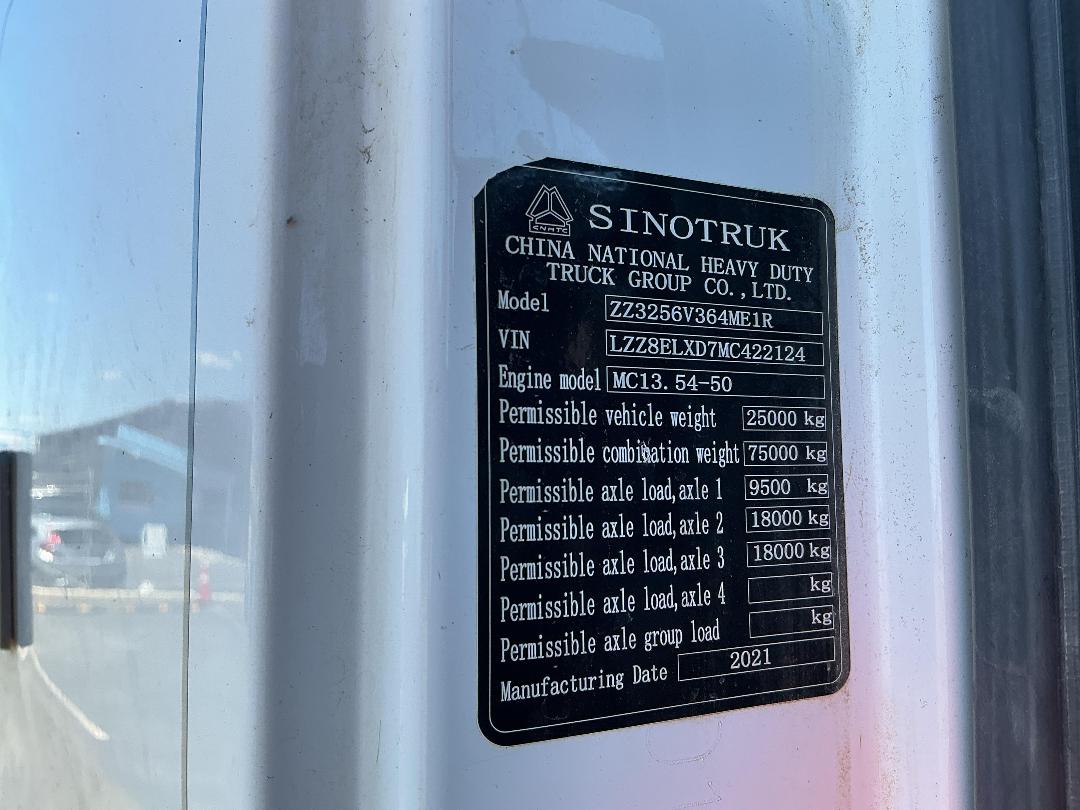 CNHTC
SINOTRUK
CHINA NATIONAL HEAVY DUTY
TRUCK GROUP CO.,LTD.
Model ZZ3256V364ME1R
VIN LZZ8ELXD7MC422124
Engine model MC13.54-50
Permissible vehicle weight 25000 kg
Permissible combination weight 75000 kg
Permissible axle load,axle 1 9500 kg
Permissible axle load,axle 2 18000 kg
Permissible axle load,axle 3 18000 kg
Permissible axle load,axle 4 kg
Permissible axle group load kg
Manufacturing Date 2021